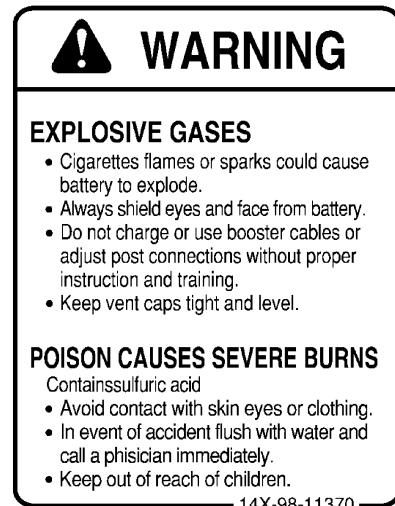 WARNING
EXPLOSIVE GASES
• Cigarettes flames or sparks could cause
battery to explode.
• Always shield eyes and face from battery.
• Do not charge or use booster cables or
adjust post connections without proper
instruction and training.
• Keep vent caps tight and level.
POISON CAUSES SEVERE BURNS
Containssulfuric acid
• Avoid contact with skin eyes or clothing.
• In event of accident flush with water and
call a phisician immediately.
• Keep out of reach of children.
14X-98-11370